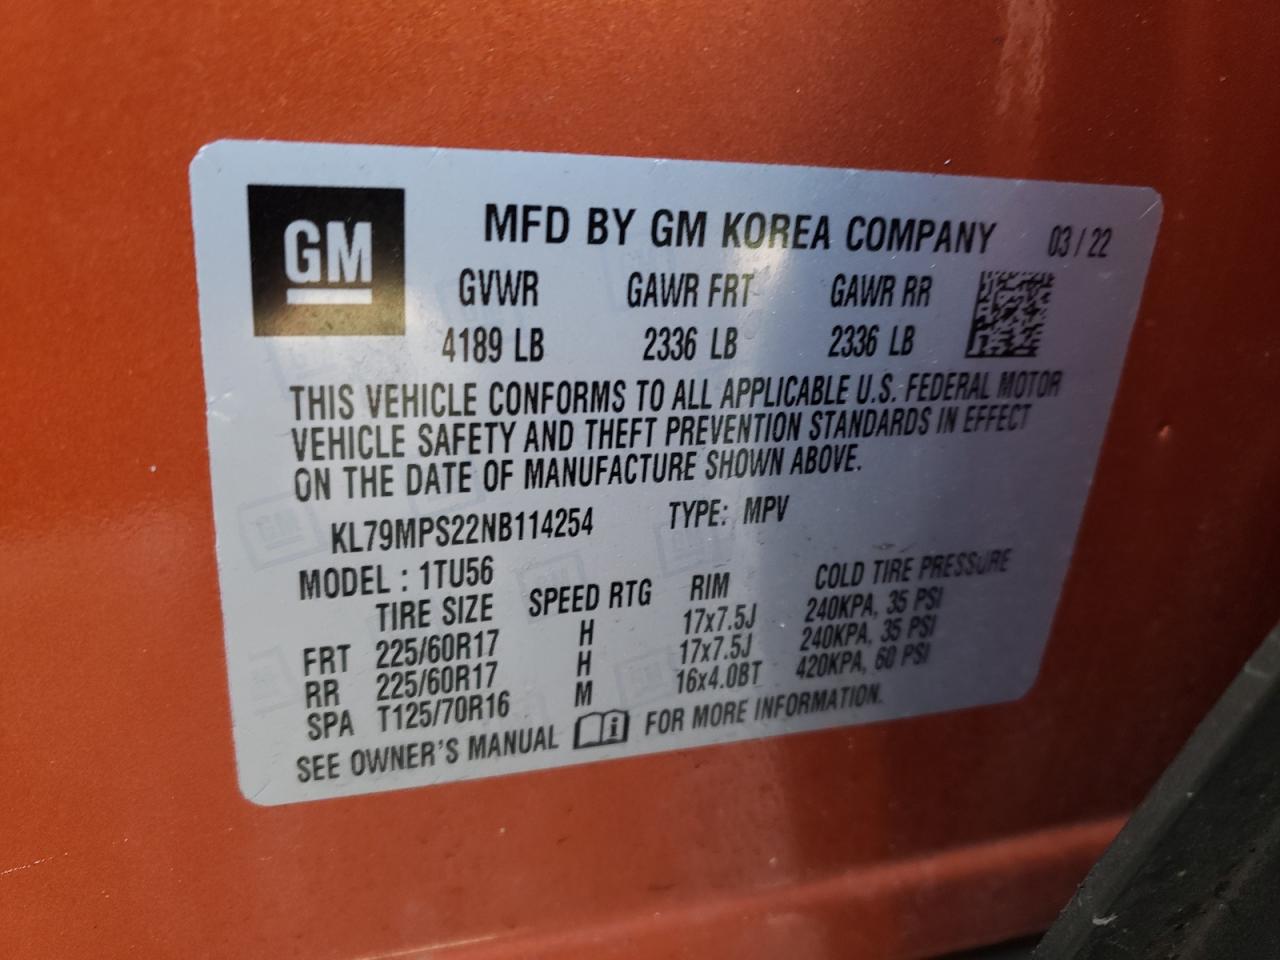 GM
MFD BY GM KOREA COMPANY 03/22
GVWR GAWR FRT GAWR RR
4189 LB 2336 LB 2336 LB
THIS VEHICLE CONFORMS TO ALL APPLICABLE U.S. FEDERAL MOTOR
VEHICLE SAFETY AND THEFT PREVENTION STANDARDS IN EFFECT
ON THE DATE OF MANUFACTURE SHOWN ABOVE.
KL79MPS22NB114254 TYPE: MPV
MODEL : 1TU56
TIRE SIZE SPEED RTG RIM COLD TIRE PRESSURE
FRT 225/60R17 H 17x7.5J 240KPA, 35 PSI
RR 225/60R17 H 17x7.5J 240KPA, 35 PSI
SPA T125/70R16 M 16x4.0BT 420KPA, 60 PSI
SEE OWNER'S MANUAL i FOR MORE INFORMATION.